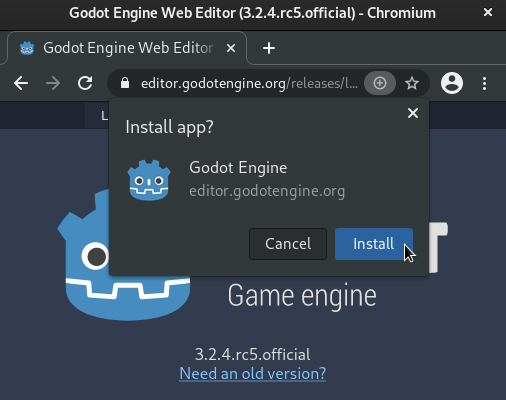 Godot Engine Web Editor (3.2.4.rc5.official) - Chromium
Godot Engine Web Editor
editor.godotengine.org/releases/l...
Install app?
Godot Engine
editor.godotengine.org
Cancel
Install
Game engine
3.2.4.rc5.official
Need an old version?